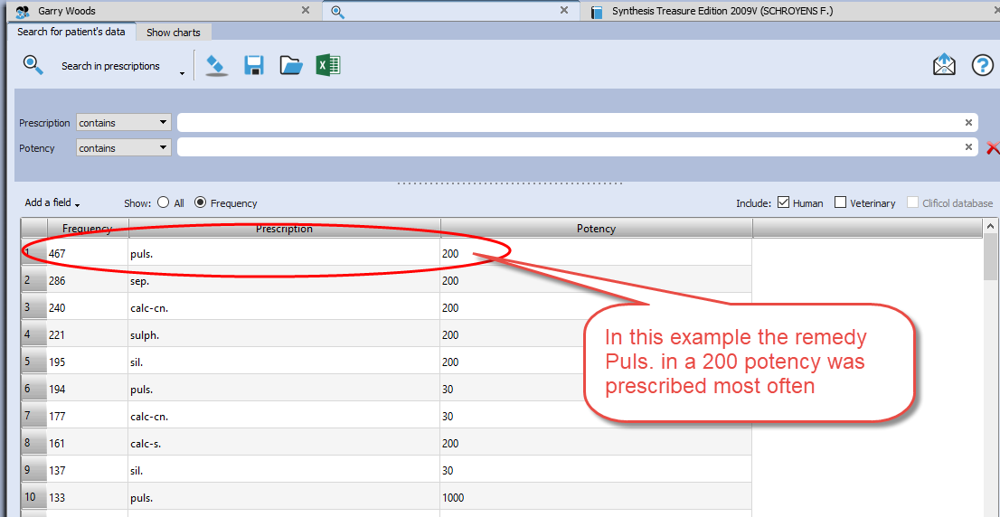 Garry Woods
Synthesis Treasure Edition 2009V (SCHROYENS F.)
Search for patient's data Show charts
Search in prescriptions
Prescription contains
Potency contains
Add a field Show: All Frequency Include: Human Veterinary Clificol database
Frequency Prescription Potency
1 467 puls. 200
2 286 sep. 200
3 240 calc-cn. 200
4 221 sulph. 200
5 195 sil. 200
6 194 puls. 30
7 177 calc-cn. 30
8 161 calc-s. 200
9 137 sil. 30
10 133 puls. 1000
In this example the remedy
Puls. in a 200 potency was
prescribed most often